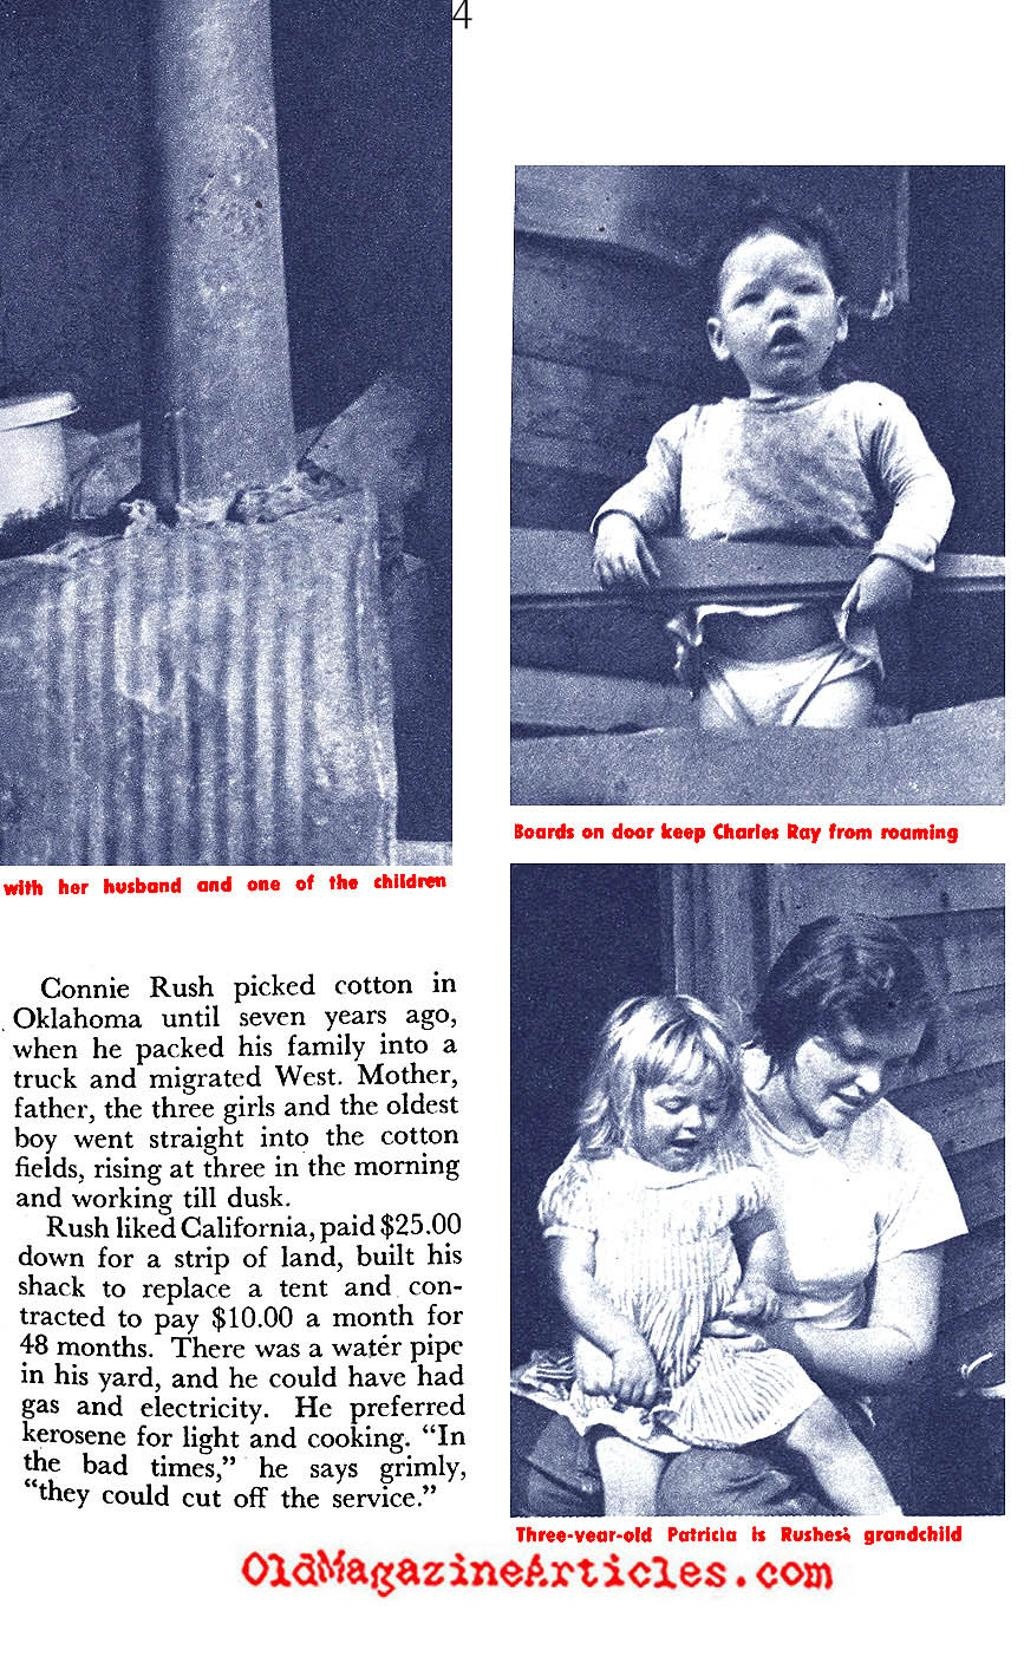 4
with her husband and one of the children
Connie Rush picked cotton in
Oklahoma until seven years ago,
when he packed his family into a
truck and migrated West. Mother,
father, the three girls and the oldest
boy went straight into the cotton
fields, rising at three in the morning
and working till dusk.
Rush liked California, paid $25.00
down for a strip of land, built his
shack to replace a tent and con-
tracted to pay $10.00 a month for
48 months. There was a water pipe
in his yard, and he could have had
gas and electricity. He preferred
kerosene for light and cooking. “In
the bad times,” he says grimly,
“they could cut off the service.”
Boards on door keep Charles Ray from roaming
Three-year-old Patricia is Rushes' grandchild
OldMagazineArticles.com